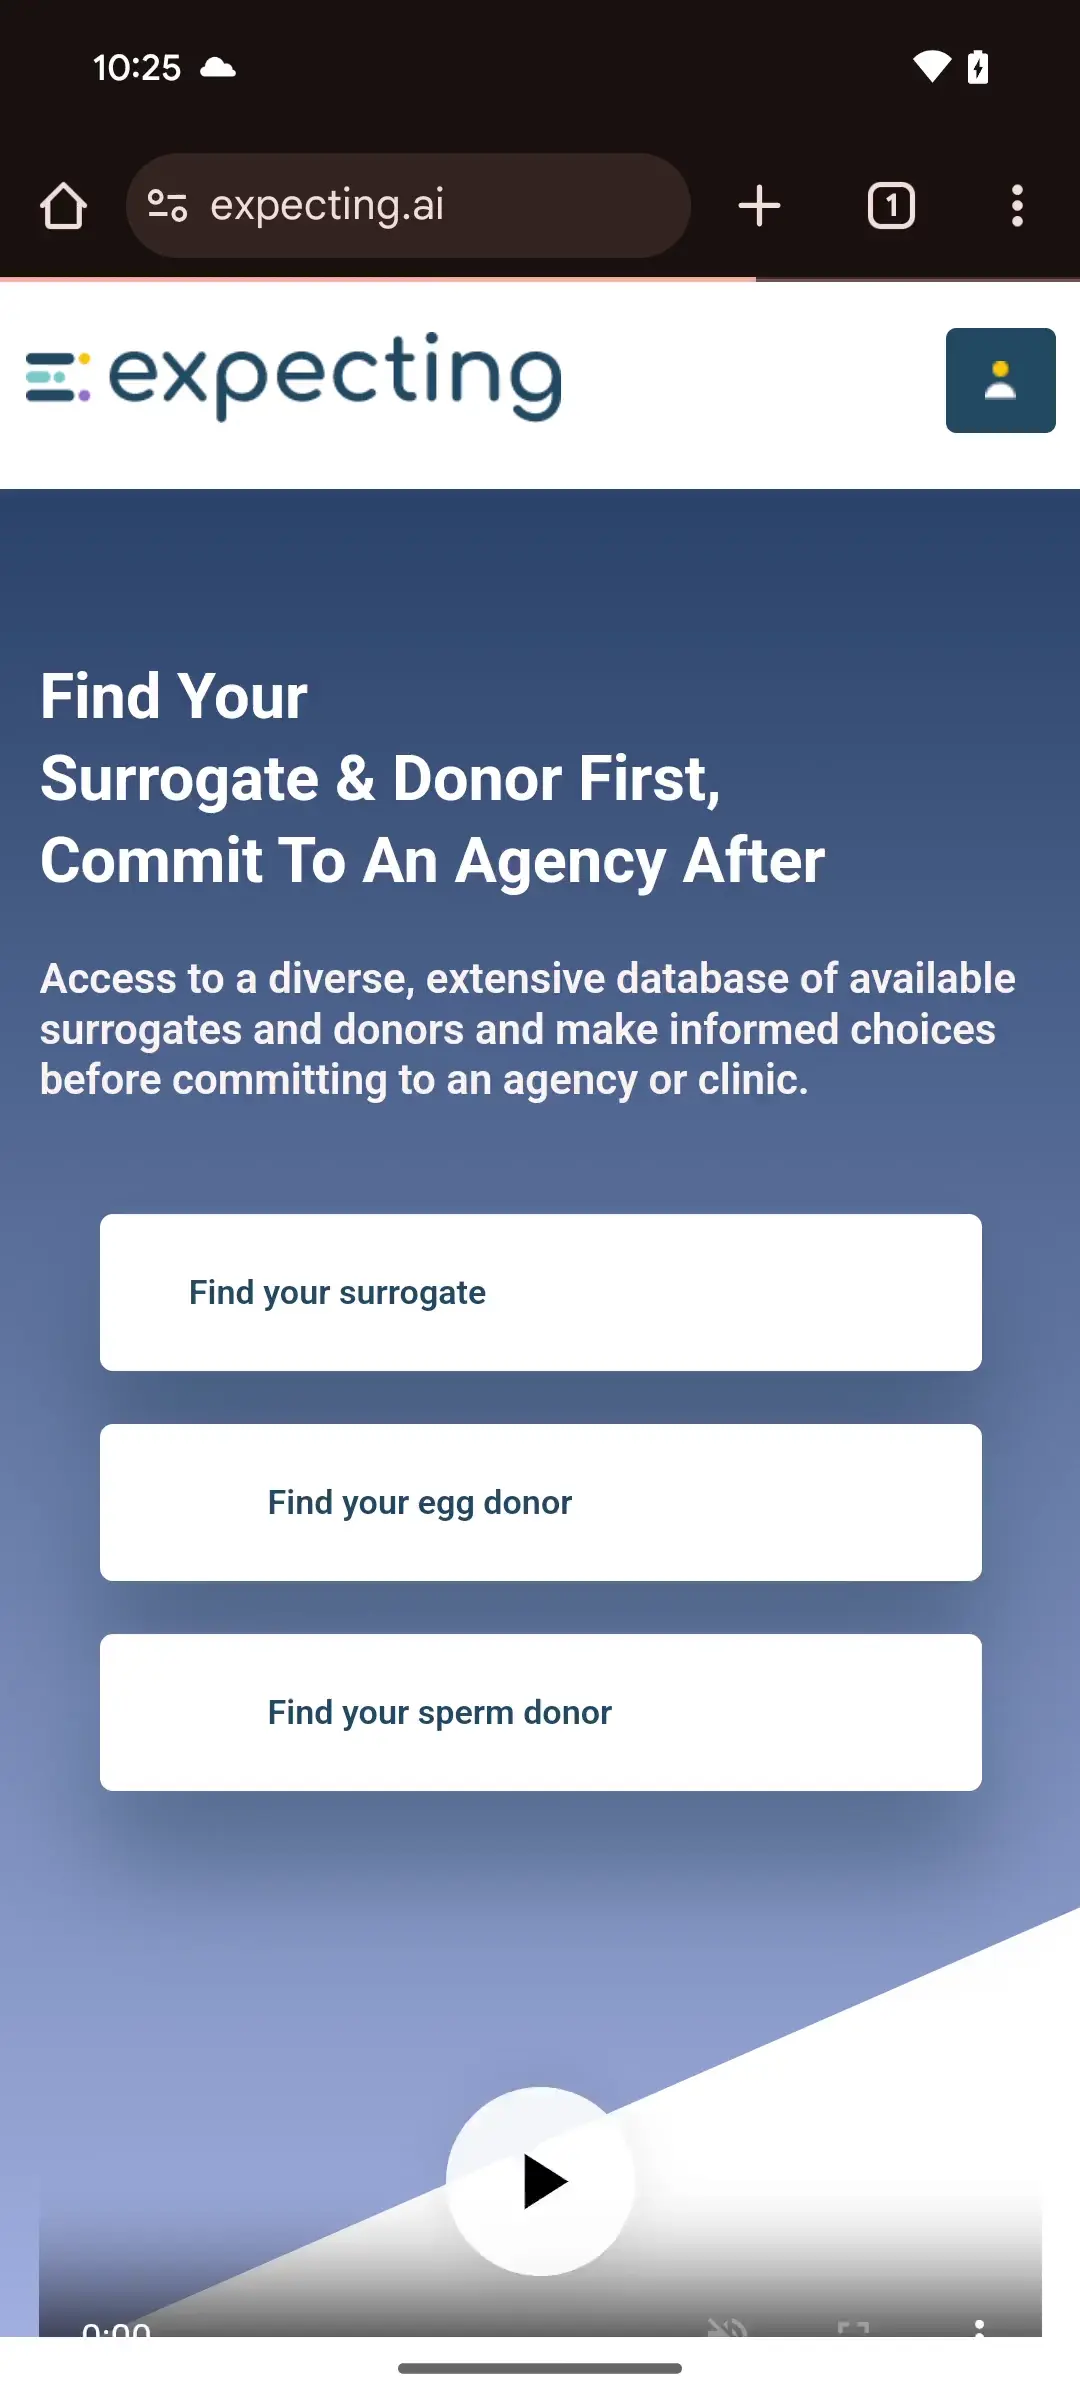 10:25
expecting.ai
1
expecting
Find Your
Surrogate & Donor First,
Commit To An Agency After
Access to a diverse, extensive database of available
surrogates and donors and make informed choices
before committing to an agency or clinic.
Find your surrogate
Find your egg donor
Find your sperm donor
0:00